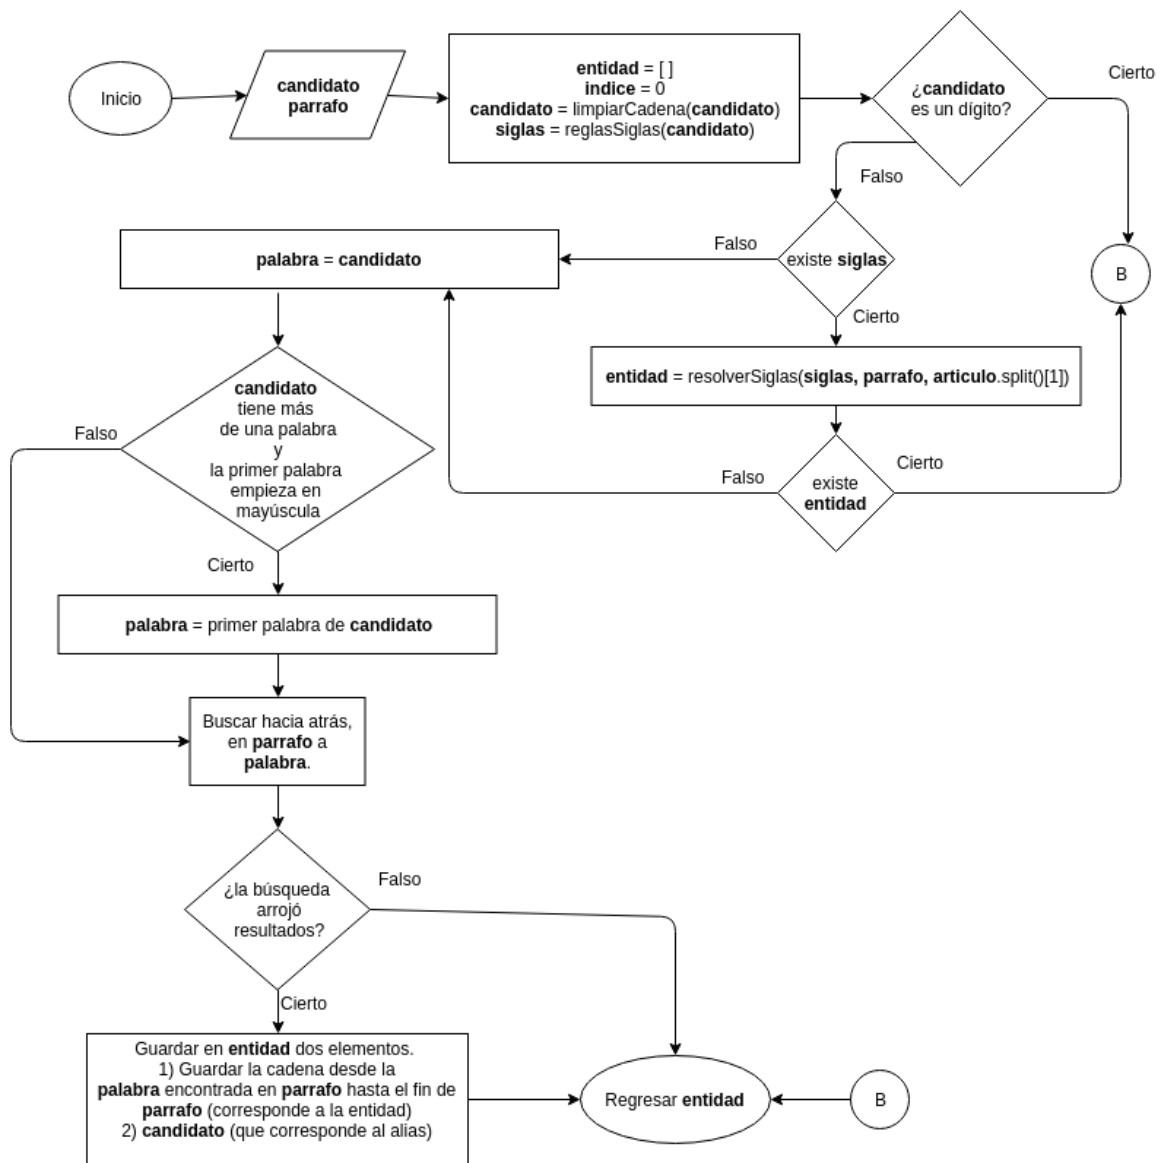 Inicio
candidato
parrafo
entidad = [ ]
indice = 0
candidato = limpiarCadena(candidato)
siglas = reglasSiglas(candidato)
¿candidato
es un dígito?
Cierto
Falso
existe siglas
Falso
Cierto
B
palabra = candidato
entidad = resolverSiglas(siglas, parrafo, articulo.split()[1])
existe
entidad
Falso
Cierto
candidato
tiene más
de una palabra
y
la primer palabra
empieza en
mayúscula
Falso
Cierto
palabra = primer palabra de candidato
Buscar hacia atrás,
en parrafo a
palabra.
¿la búsqueda
arrojó
resultados?
Falso
Cierto
Guardar en entidad dos elementos.
1) Guardar la cadena desde la
palabra encontrada en parrafo hasta el fin de
parrafo (corresponde a la entidad)
2) candidato (que corresponde al alias)
Regresar entidad
B